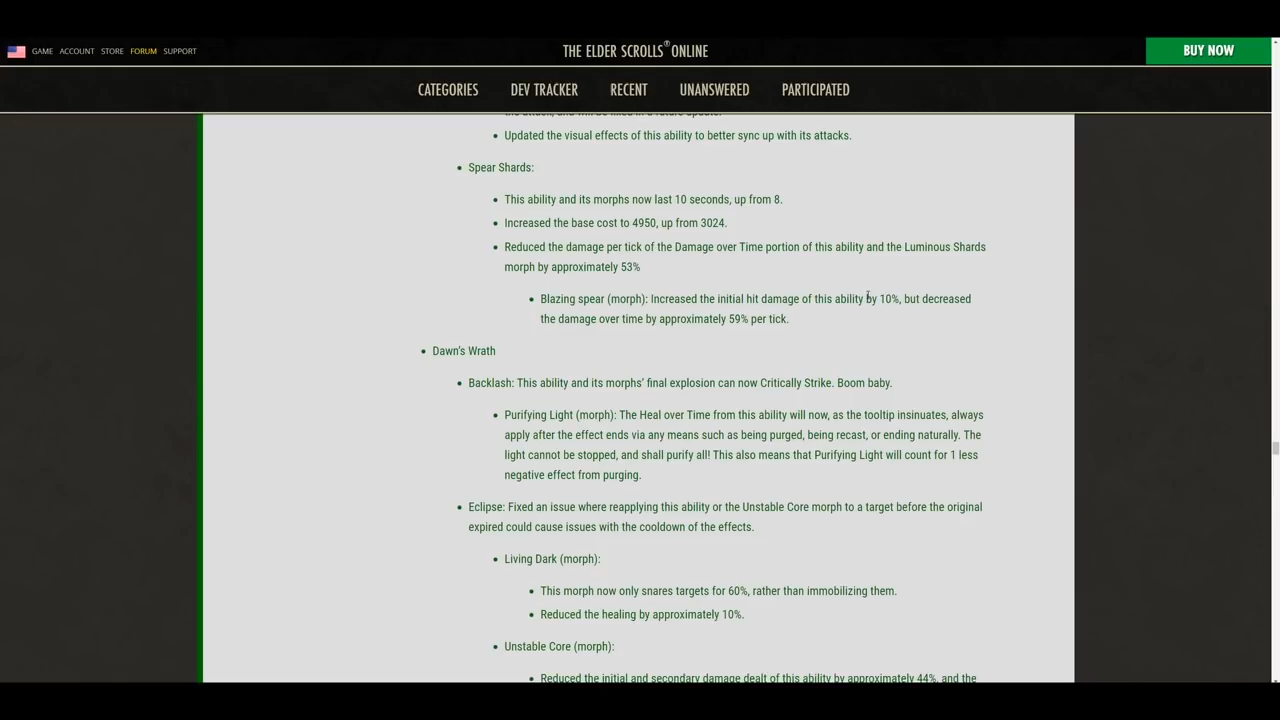 GAME ACCOUNT STORE FORUM SUPPORT
THE ELDER SCROLLS® ONLINE
BUY NOW
CATEGORIES DEV TRACKER RECENT UNANSWERED PARTICIPATED
the attack, and will be fixed in a future update.
• Updated the visual effects of this ability to better sync up with its attacks.
• Spear Shards:
• This ability and its morphs now last 10 seconds, up from 8.
• Increased the base cost to 4950, up from 3024.
• Reduced the damage per tick of the Damage over Time portion of this ability and the Luminous Shards
morph by approximately 53%
• Blazing spear (morph): Increased the initial hit damage of this ability by 10%, but decreased
the damage over time by approximately 59% per tick.
• Dawn's Wrath
• Backlash: This ability and its morphs' final explosion can now Critically Strike. Boom baby.
• Purifying Light (morph): The Heal over Time from this ability will now, as the tooltip insinuates, always
apply after the effect ends via any means such as being purged, being recast, or ending naturally. The
light cannot be stopped, and shall purify all! This also means that Purifying Light will count for 1 less
negative effect from purging.
• Eclipse: Fixed an issue where reapplying this ability or the Unstable Core morph to a target before the original
expired could cause issues with the cooldown of the effects.
• Living Dark (morph):
• This morph now only snares targets for 60%, rather than immobilizing them.
• Reduced the healing by approximately 10%.
• Unstable Core (morph):
• Reduced the initial and secondary damage dealt of this ability by approximately 44%, and the